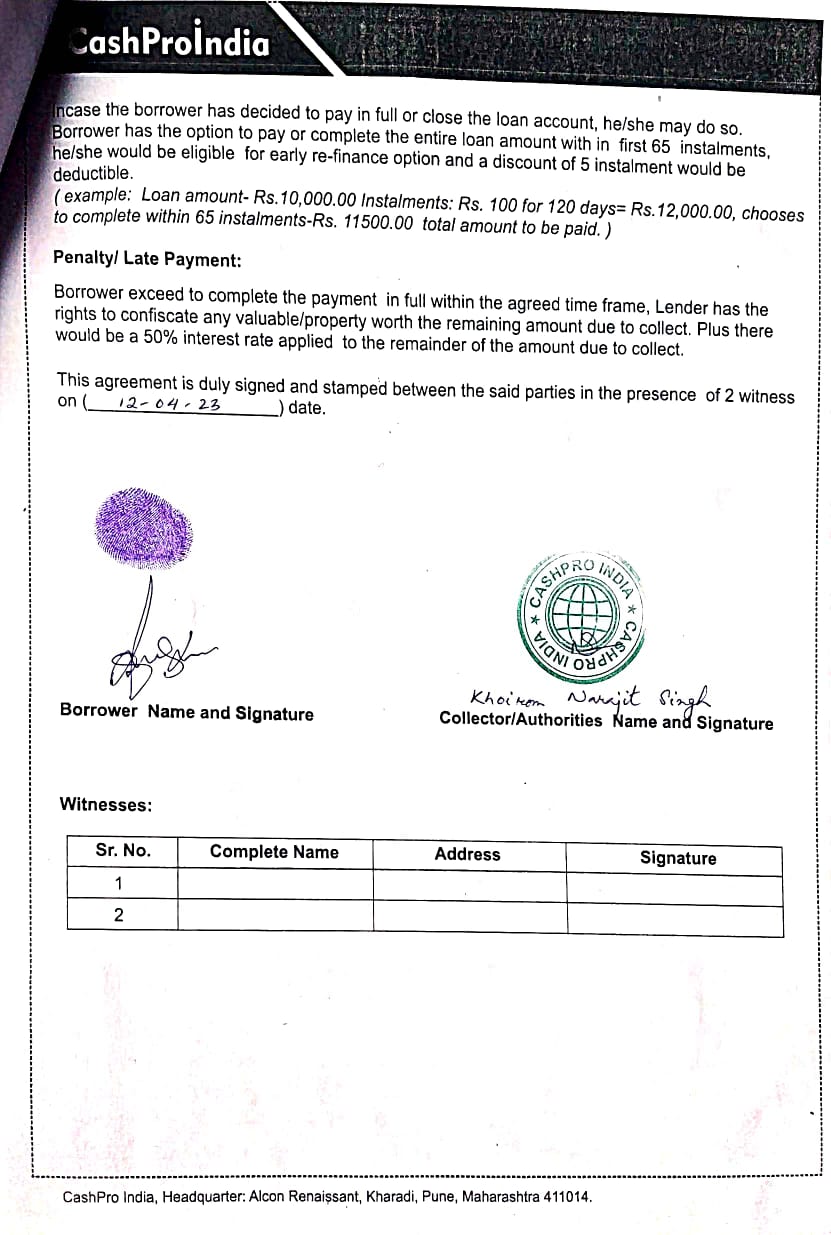 CashProIndia
Incase the borrower has decided to pay in full or close the loan account, he/she may do so.
Borrower has the option to pay or complete the entire loan amount with in first 65 instalments,
he/she would be eligible for early re-finance option and a discount of 5 instalment would be
deductible.
( example: Loan amount- Rs.10,000.00 Instalments: Rs. 100 for 120 days= Rs.12,000.00, chooses
to complete within 65 instalments-Rs. 11500.00 total amount to be paid. )
Penalty/ Late Payment:
Borrower exceed to complete the payment in full within the agreed time frame, Lender has the
rights to confiscate any valuable/property worth the remaining amount due to collect. Plus there
would be a 50% interest rate applied to the remainder of the amount due to collect.
This agreement is duly signed and stamped between the said parties in the presence of 2 witness
on ( 12-04-23 ) date.
CASHPRO INDIA * CASHPRO INDIA *
Khoirom Narajit Singh
Borrower Name and Signature
Collector/Authorities Name and Signature
Witnesses:
Sr. No. Complete Name Address Signature
1
2
CashPro India, Headquarter: Alcon Renaissant, Kharadi, Pune, Maharashtra 411014.